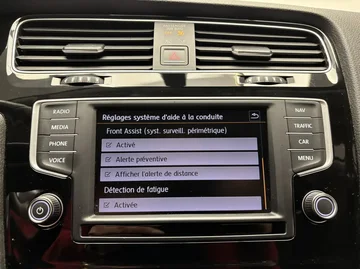 RADIO
MEDIA
PHONE
VOICE
Réglages système d'aide à la conduite
Front Assist (syst. surveill. périmétrique)
Activé
Alerte préventive
Afficher l'alerte de distance
Détection de fatigue
Activée
NAV
TRAFFIC
CAR
MENU